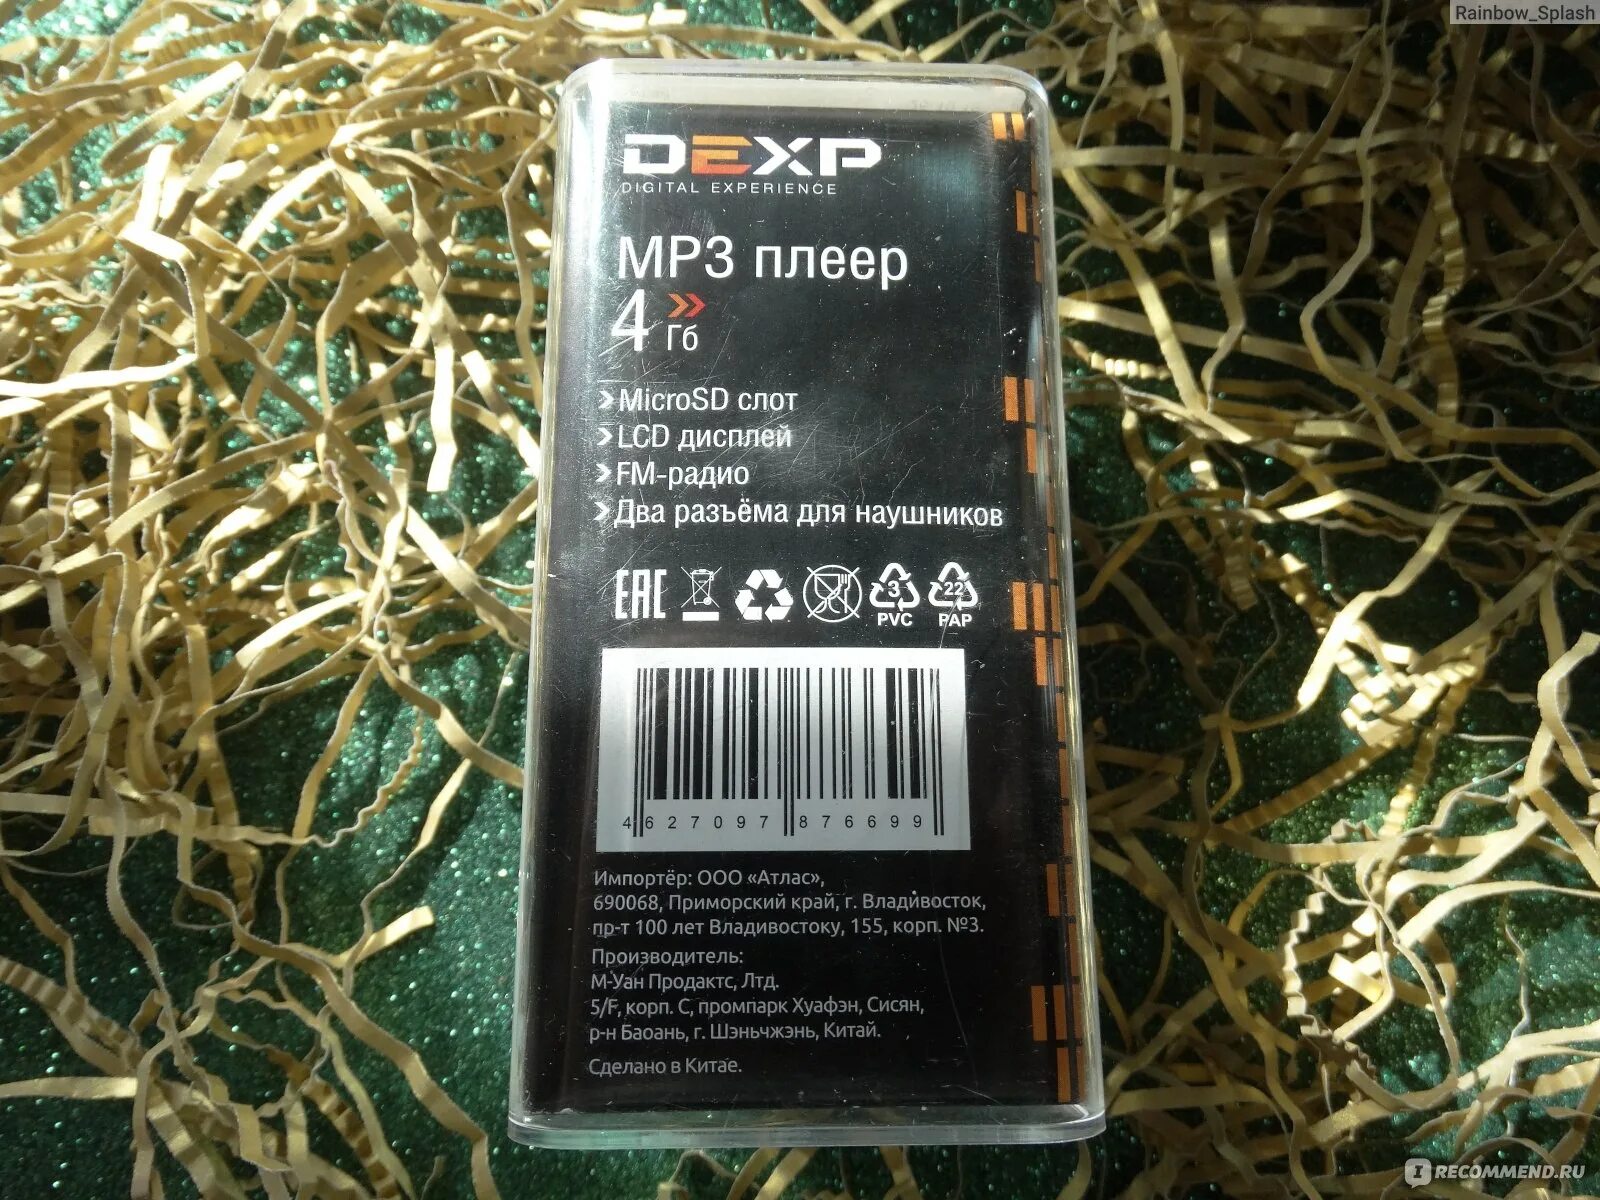 Rainbow_Splash
DEXP
DIGITAL EXPERIENCE
MP3 плеер
4 Гб
MicroSD слот
LCD дисплей
FM-радио
Два разъёма для наушников
EAC
3
PVC
22
PAP
4 627097 876699
Импортёр: ООО «Атлас»,
690068, Приморский край, г. Владивосток,
пр-т 100 лет Владивостоку, 155, корп. №3.
Производитель:
М-Уан Продактс, Лтд.
5/F, корп. С, промпарк Хуафэн, Сисян,
р-н Баоань, г. Шэньчжэнь, Китай.
Сделано в Китае.
IRECOMMEND.RU